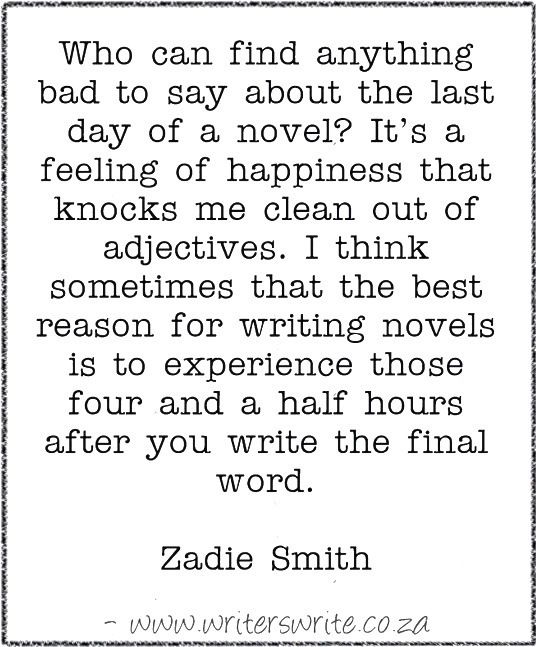 Who can find anything
bad to say about the last
day of a novel? It's a
feeling of happiness that
knocks me clean out of
adjectives. I think
sometimes that the best
reason for writing novels
is to experience those
four and a half hours
after you write the final
word.
Zadie Smith
- www.writerswrite.co.za